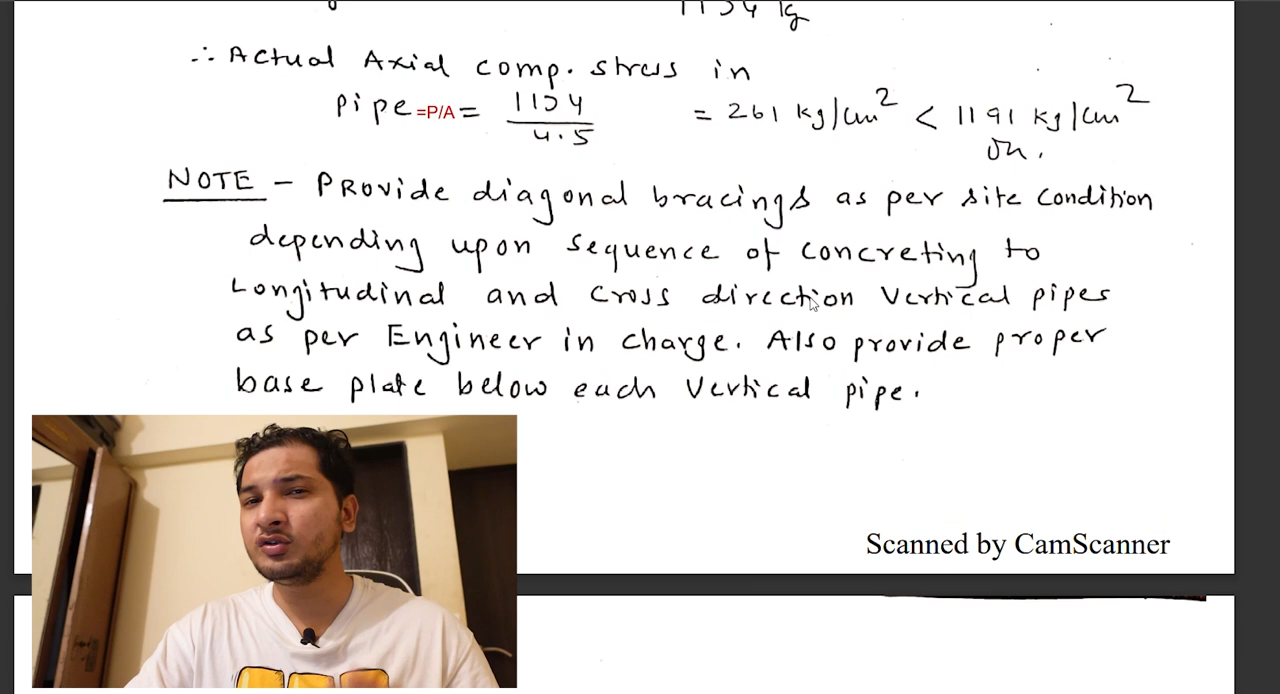 ∴ Actual Axial comp. stress in
pipe =P/A = 1174 / 4.5 = 261 kg/cm² < 1191 kg/cm²
NOTE - Provide diagonal bracings as per site condition
depending upon sequence of concreting to
Longitudinal and cross direction Vertical pipes
as per Engineer in charge. Also provide proper
base plate below each Vertical pipe.
Scanned by CamScanner